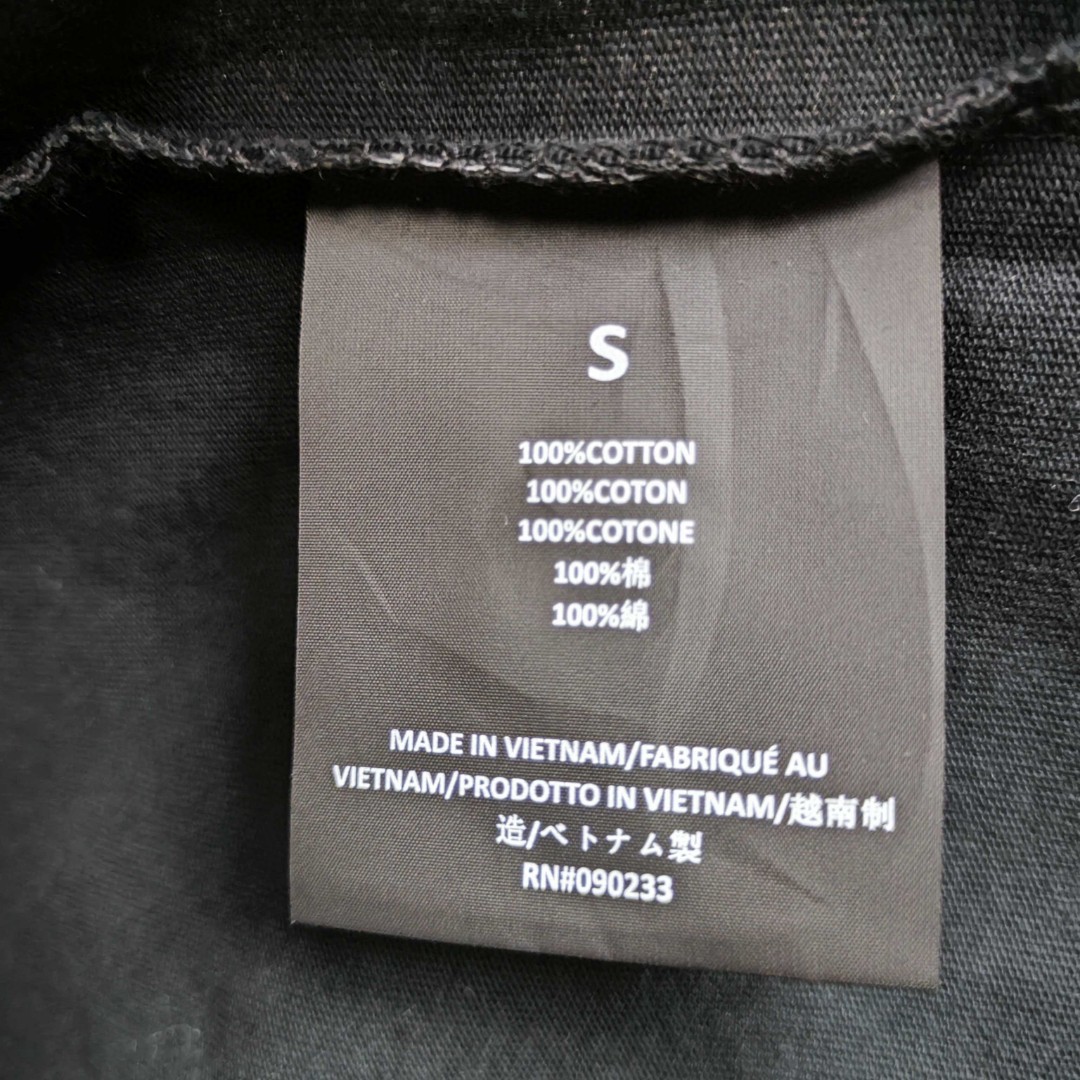 S
100%COTTON
100%COTON
100%COTONE
100%棉
100%綿
MADE IN VIETNAM/FABRIQUÉ AU
VIETNAM/PRODOTTO IN VIETNAM/越南制
造/ベトナム製
RN#090233